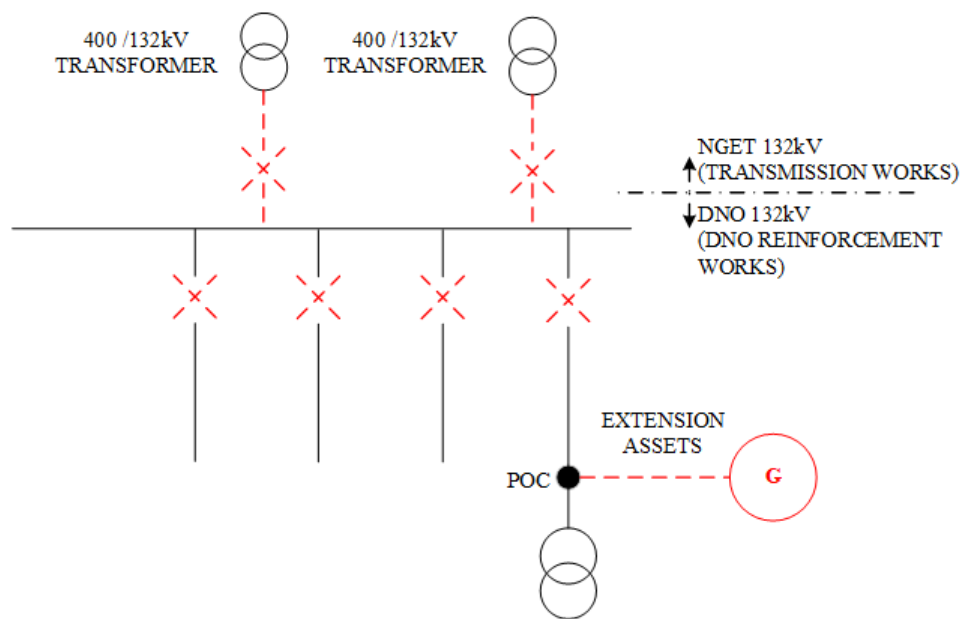 400 /132kV
TRANSFORMER
400 /132kV
TRANSFORMER
NGET 132kV
(TRANSMISSION WORKS)
DNO 132kV
(DNO REINFORCEMENT
WORKS)
EXTENSION
ASSETS
POC
G